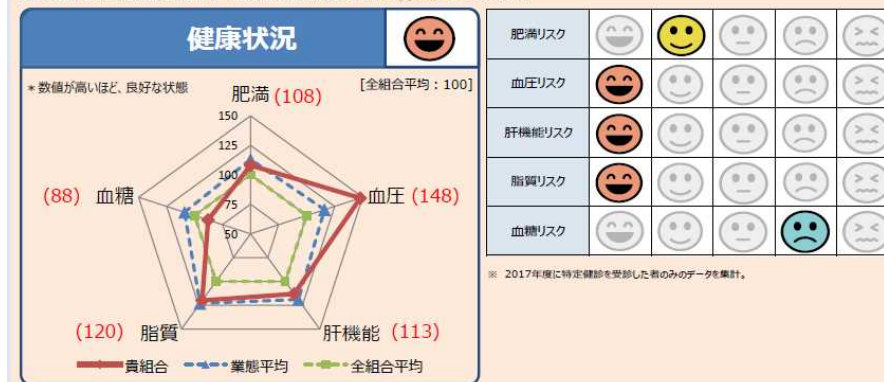 健康状況
*数値が高いほど、良好な状態
[全組合平均:100]
肥満 (108)
150
125
100
75
50
(88) 血糖
血圧 (148)
(120) 脂質
肝機能 (113)
貴組合 業態平均 全組合平均
肥満リスク
血圧リスク
肝機能リスク
脂質リスク
血糖リスク
※ 2017年度に特定健診を受診した者のみのデータを集計。